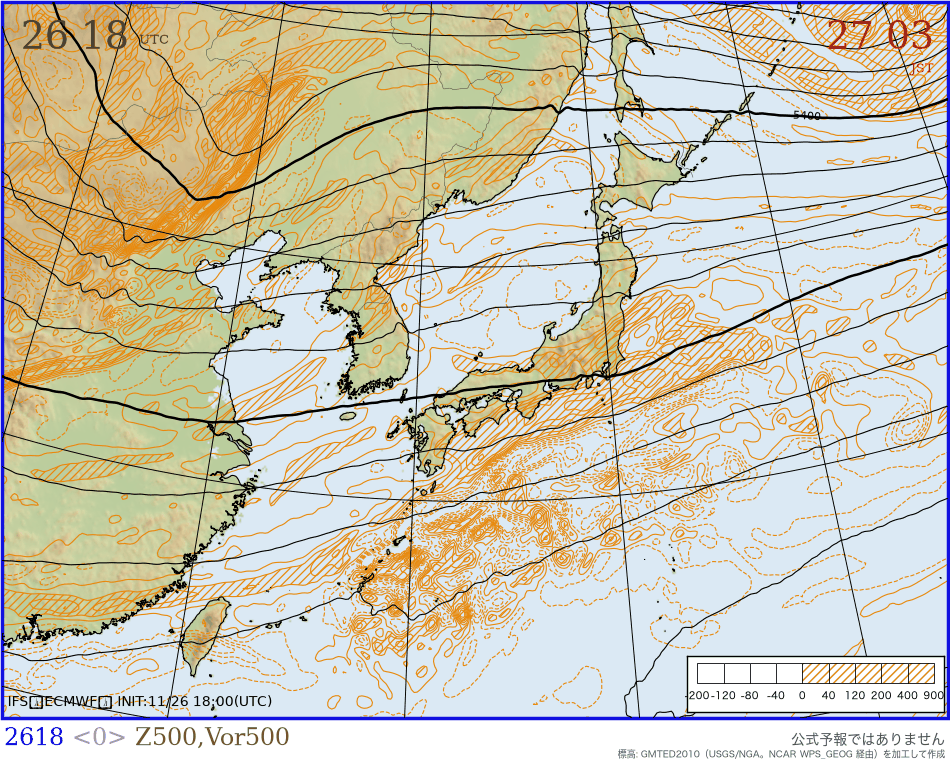 26 18 UTC
27 03 JST
5400
-200 -120 -80 -40 0 40 120 200 400 900
IFS□ECMWF□ INIT:11/26 18:00(UTC)
2618 <0> Z500,Vor500
公式予報ではありません
標高: GMTED2010（USGS/NGA。NCAR WPS_GEOG 経由）を加工して作成